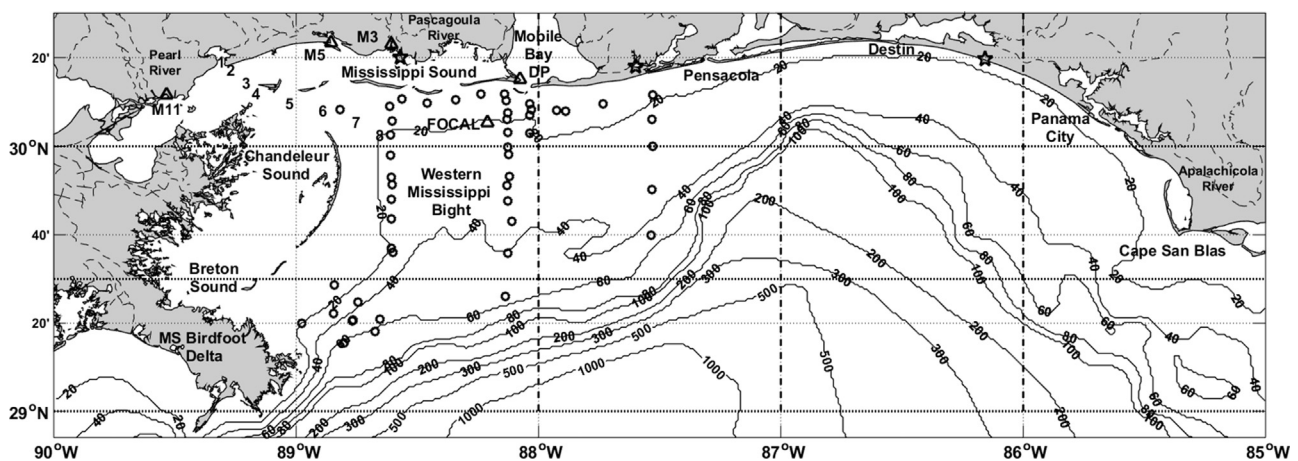 Pascagoula
River
M3
M5
Mobile
Bay
DP
Pearl
River
Mississippi Sound
Destin
Pensacola
20'
1
2
3
4
5
6
7
8
M11
FOCAL
20
20
20
20
Panama
City
Apalachicola
River
30°N
Chandeleur
Sound
Western
Mississippi
Bight
40
60
80
100
200
40'
Cape San Blas
Breton
Sound
300
500
20'
MS Birdfoot
Delta
1000
29°N
90°W
89°W
88°W
87°W
86°W
85°W